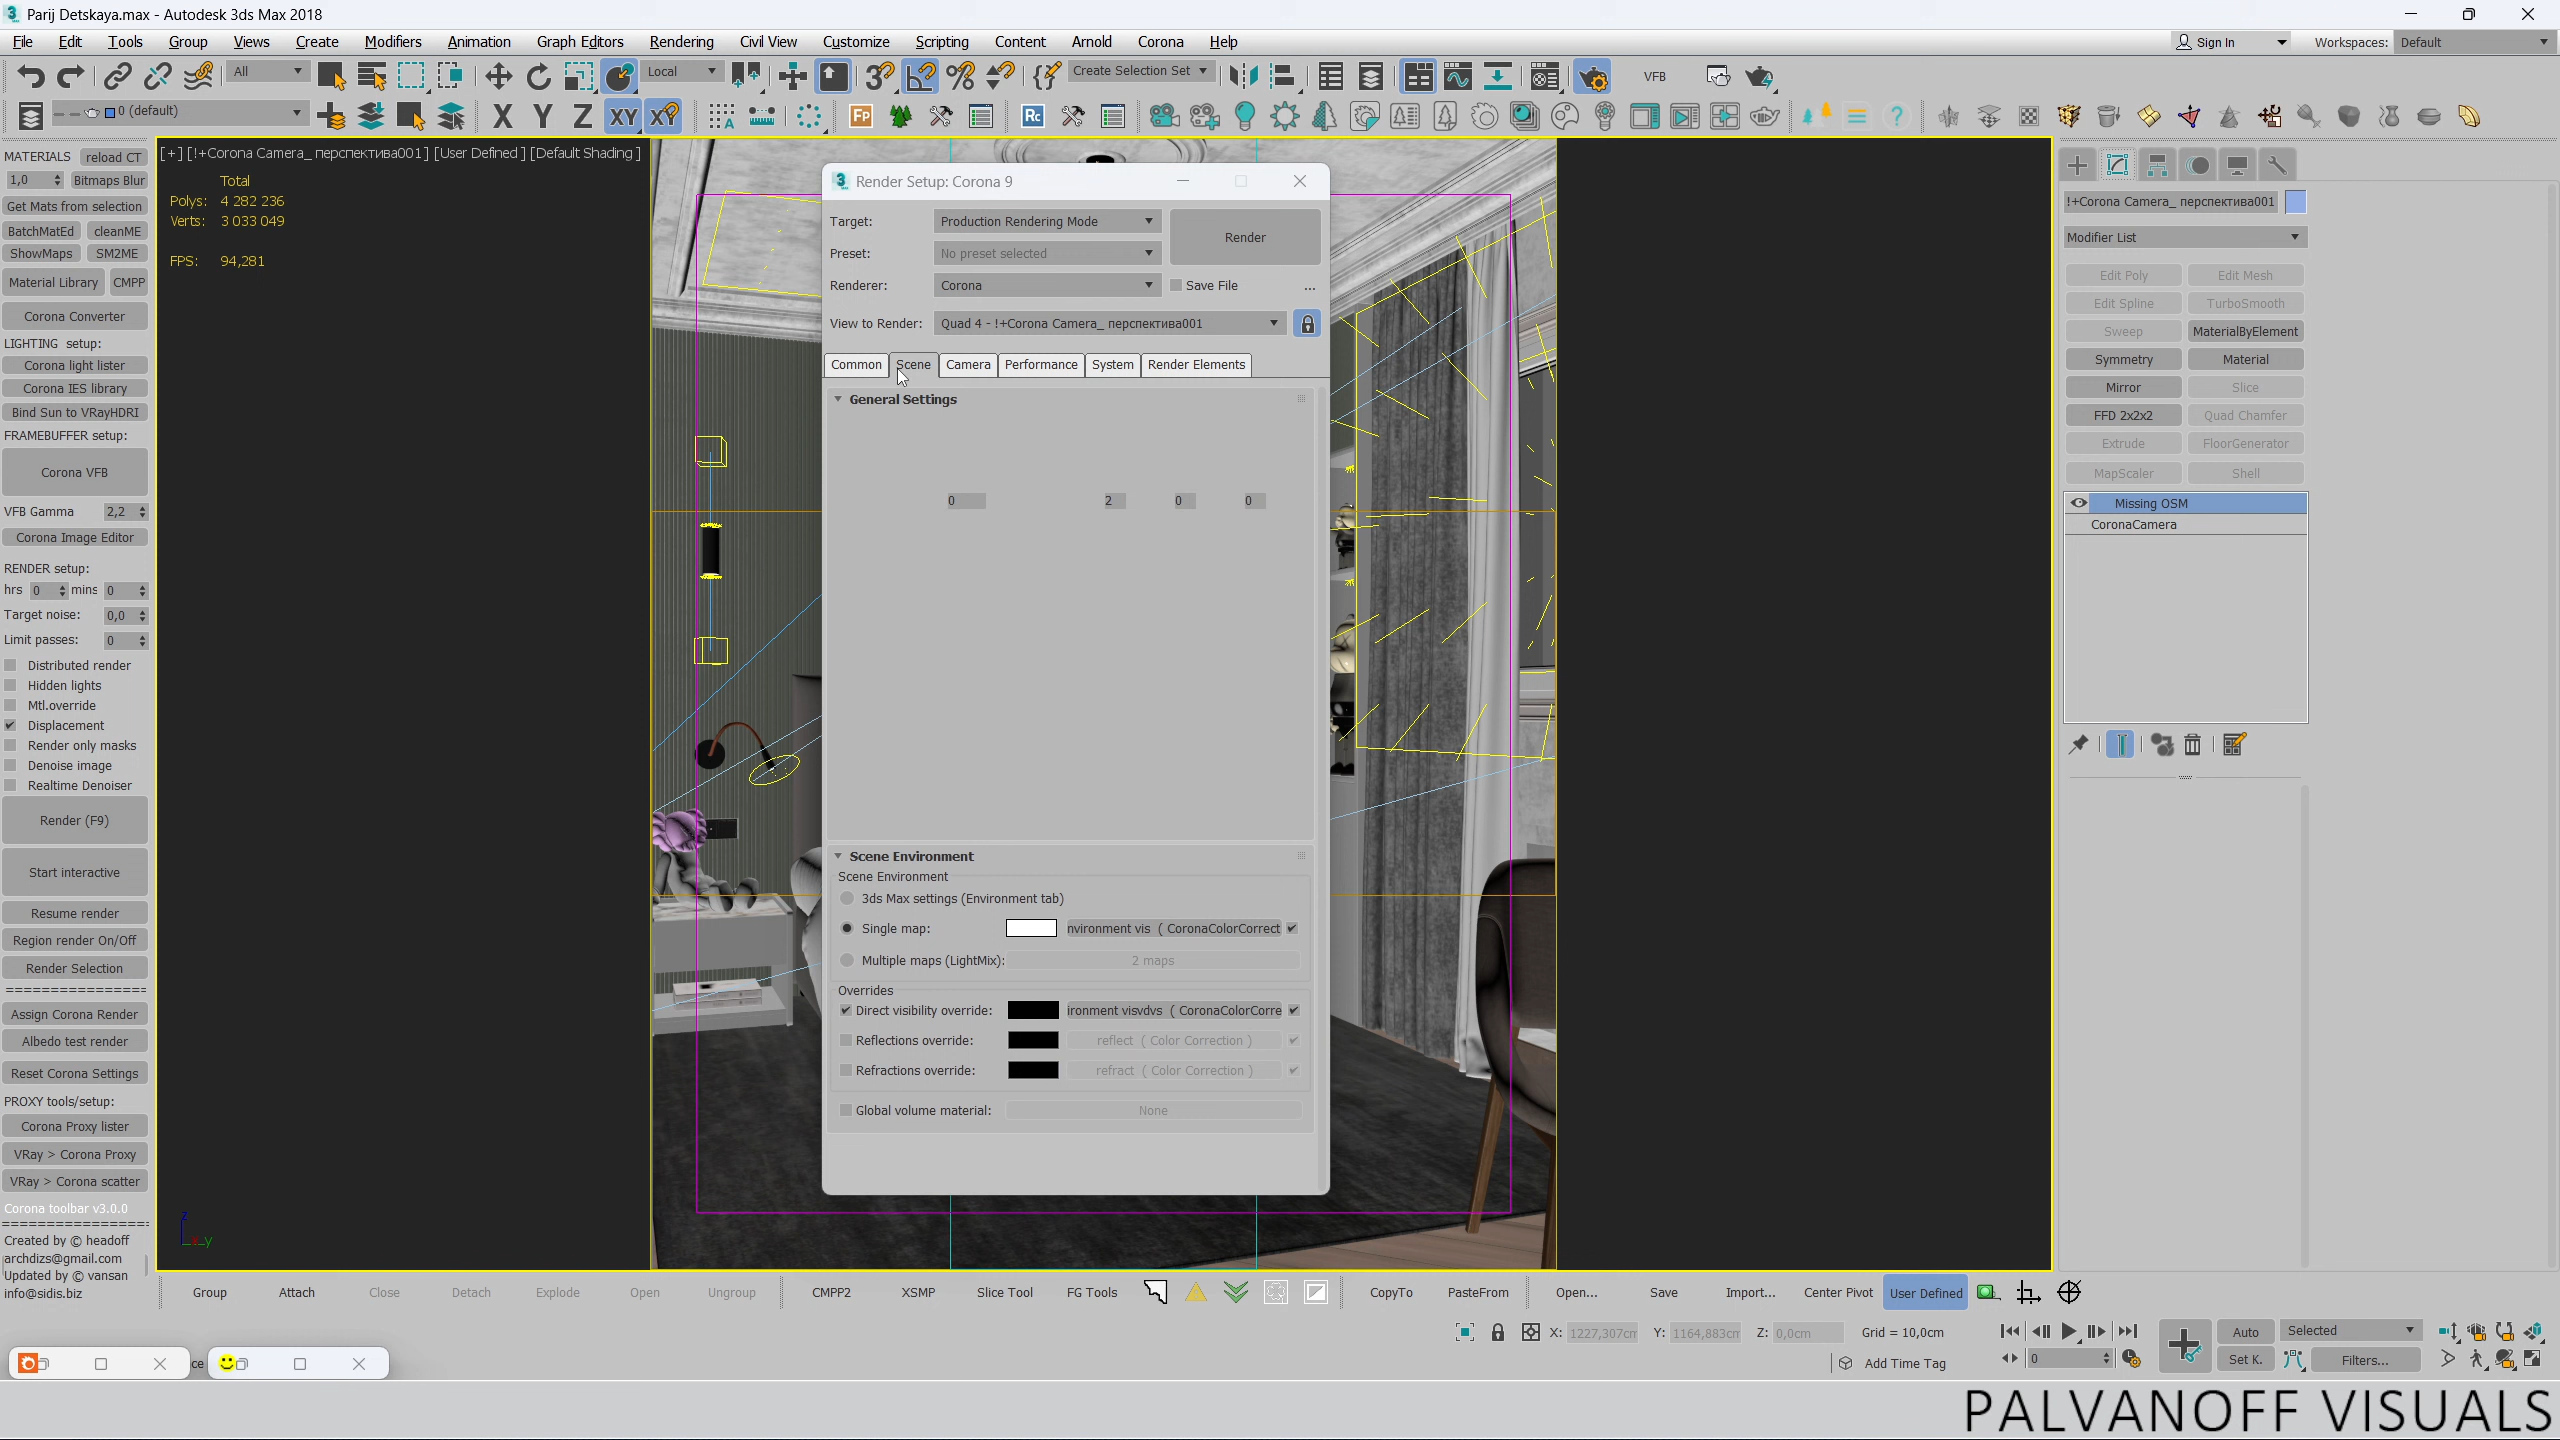 Parij Detskaya.max - Autodesk 3ds Max 2018
File Edit Tools Group Views Create Modifiers Animation Graph Editors Rendering Civil View Customize Scripting Content Arnold Corona Help
Sign In Workspaces: Default
All Local Create Selection Set VFB
0 (default) X Y Z XY XY Fp Rc
MATERIALS reload CT
1,0 Bitmaps Blur
Get Mats from selection
BatchMatEd cleanME
ShowMaps SM2ME
Material Library CMPP
Corona Converter
LIGHTING setup:
Corona light lister
Corona IES library
Bind Sun to VRayHDRI
FRAMEBUFFER setup:
Corona VFB
VFB Gamma 2,2
Corona Image Editor
RENDER setup:
hrs 0 mins 0
Target noise: 0,0
Limit passes: 0
Distributed render
Hidden lights
Mtl.override
Displacement
Render only masks
Denoise image
Realtime Denoiser
Render (F9)
Start interactive
Resume render
Region render On/Off
Render Selection
================
Assign Corona Render
Albedo test render
Reset Corona Settings
PROXY tools/setup:
Corona Proxy lister
VRay > Corona Proxy
VRay > Corona scatter
Corona toolbar v3.0.0
================
Created by © headoff
archdizs@gmail.com
Updated by © vansan
info@sidis.biz
[+] [!+Corona Camera_ перспектива001] [User Defined ] [Default Shading ]
Total
Polys: 4 282 236
Verts: 3 033 049
FPS: 94,281
z
y
Render Setup: Corona 9
Target: Production Rendering Mode Render
Preset: No preset selected
Renderer: Corona Save File ...
View to Render: Quad 4 - !+Corona Camera_ перспектива001
Common Scene Camera Performance System Render Elements
General Settings
0 2 0 0
Scene Environment
Scene Environment
3ds Max settings (Environment tab)
Single map: nvironment vis ( CoronaColorCorrect
Multiple maps (LightMix): 2 maps
Overrides
Direct visibility override: ironment visvdvs ( CoronaColorCorre
Reflections override: reflect ( Color Correction )
Refractions override: refract ( Color Correction )
Global volume material: None
!+Corona Camera_ перспектива001
Modifier List
Edit Poly Edit Mesh
Edit Spline TurboSmooth
Sweep MaterialByElement
Symmetry Material
Mirror Slice
FFD 2x2x2 Quad Chamfer
Extrude FloorGenerator
MapScaler Shell
Missing OSM
CoronaCamera
Group Attach Close Detach Explode Open Ungroup CMPP2 XSMP Slice Tool FG Tools CopyTo PasteFrom Open... Save Import... Center Pivot User Defined
X: 1227,307cm Y: 1164,883cm Z: 0,0cm Grid = 10,0cm
Auto Selected
Add Time Tag 0 Set K. Filters...
ce
PALVANOFF VISUALS